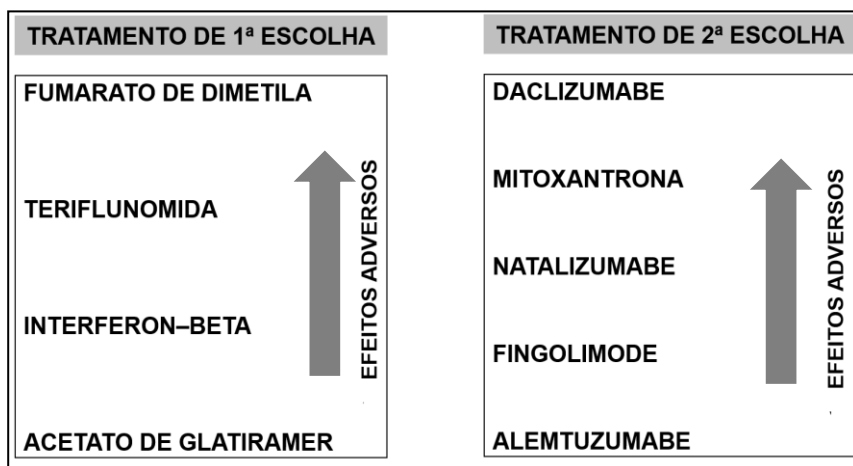 TRATAMENTO DE 1ª ESCOLHA
FUMARATO DE DIMETILA
TERIFLUNOMIDA
INTERFERON–BETA
ACETATO DE GLATIRAMER
EFEITOS ADVERSOS
TRATAMENTO DE 2ª ESCOLHA
DACLIZUMABE
MITOXANTRONA
NATALIZUMABE
FINGOLIMODE
ALEMTUZUMABE
EFEITOS ADVERSOS